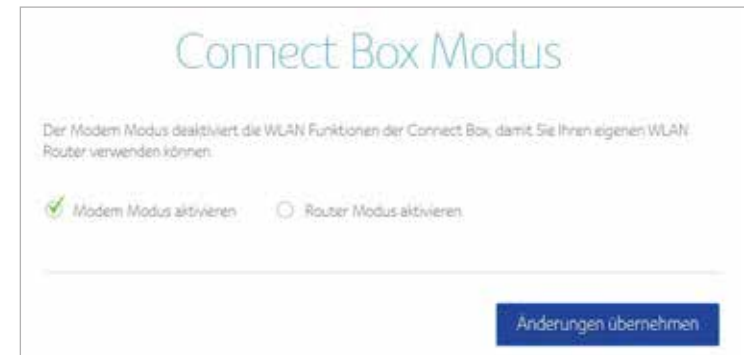 Connect Box Modus
Der Modem Modus deaktiviert die WLAN Funktionen der Connect Box, damit Sie Ihren eigenen WLAN
Router verwenden können.
Modem Modus aktivieren Router Modus aktivieren
Änderungen übernehmen